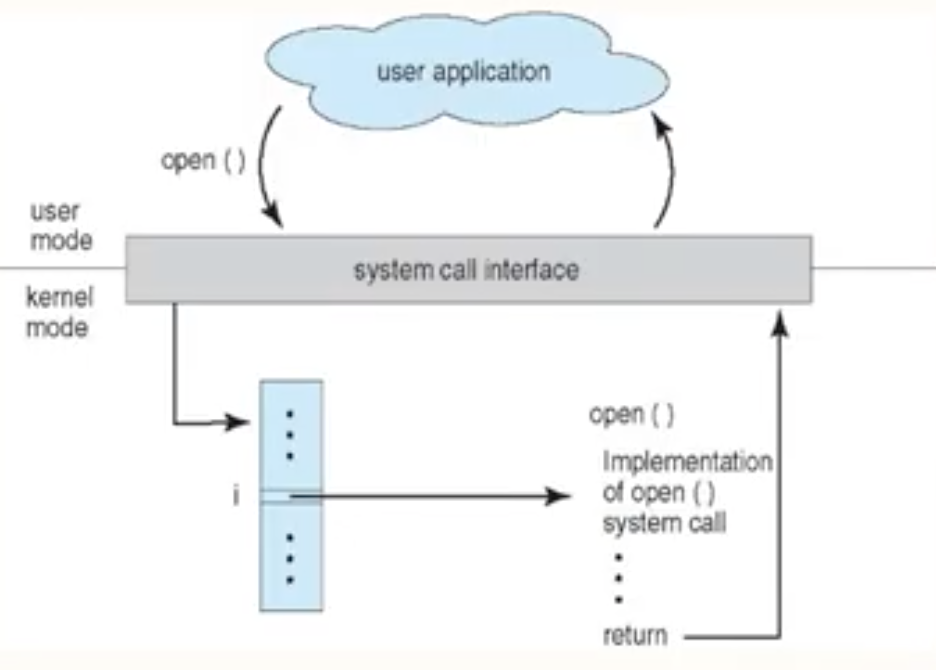 user application
open ( )
user
mode
system call interface
kernel
mode
open ( )
Implementation
i
of open ( )
system call
return